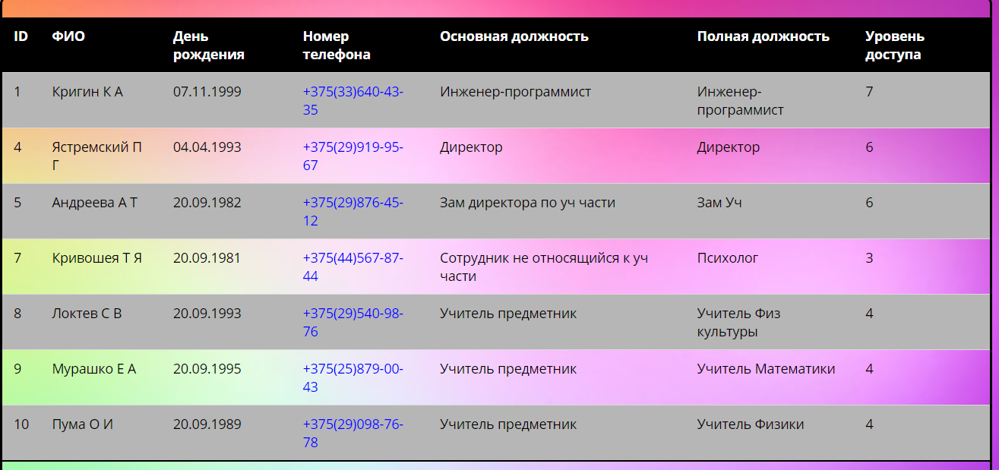 ID ФИО День рождения Номер телефона Основная должность Полная должность Уровень доступа
1 Кригин К А 07.11.1999 +375(33)640-43-35 Инженер-программист Инженер-программист 7
4 Ястремский П Г 04.04.1993 +375(29)919-95-67 Директор Директор 6
5 Андреева А Т 20.09.1982 +375(29)876-45-12 Зам директора по уч части Зам Уч 6
7 Кривошея Т Я 20.09.1981 +375(44)567-87-44 Сотрудник не относящийся к уч части Психолог 3
8 Локтев С В 20.09.1993 +375(29)540-98-76 Учитель предметник Учитель Физ культуры 4
9 Мурашко Е А 20.09.1995 +375(25)879-00-43 Учитель предметник Учитель Математики 4
10 Пума О И 20.09.1989 +375(29)098-76-78 Учитель предметник Учитель Физики 4